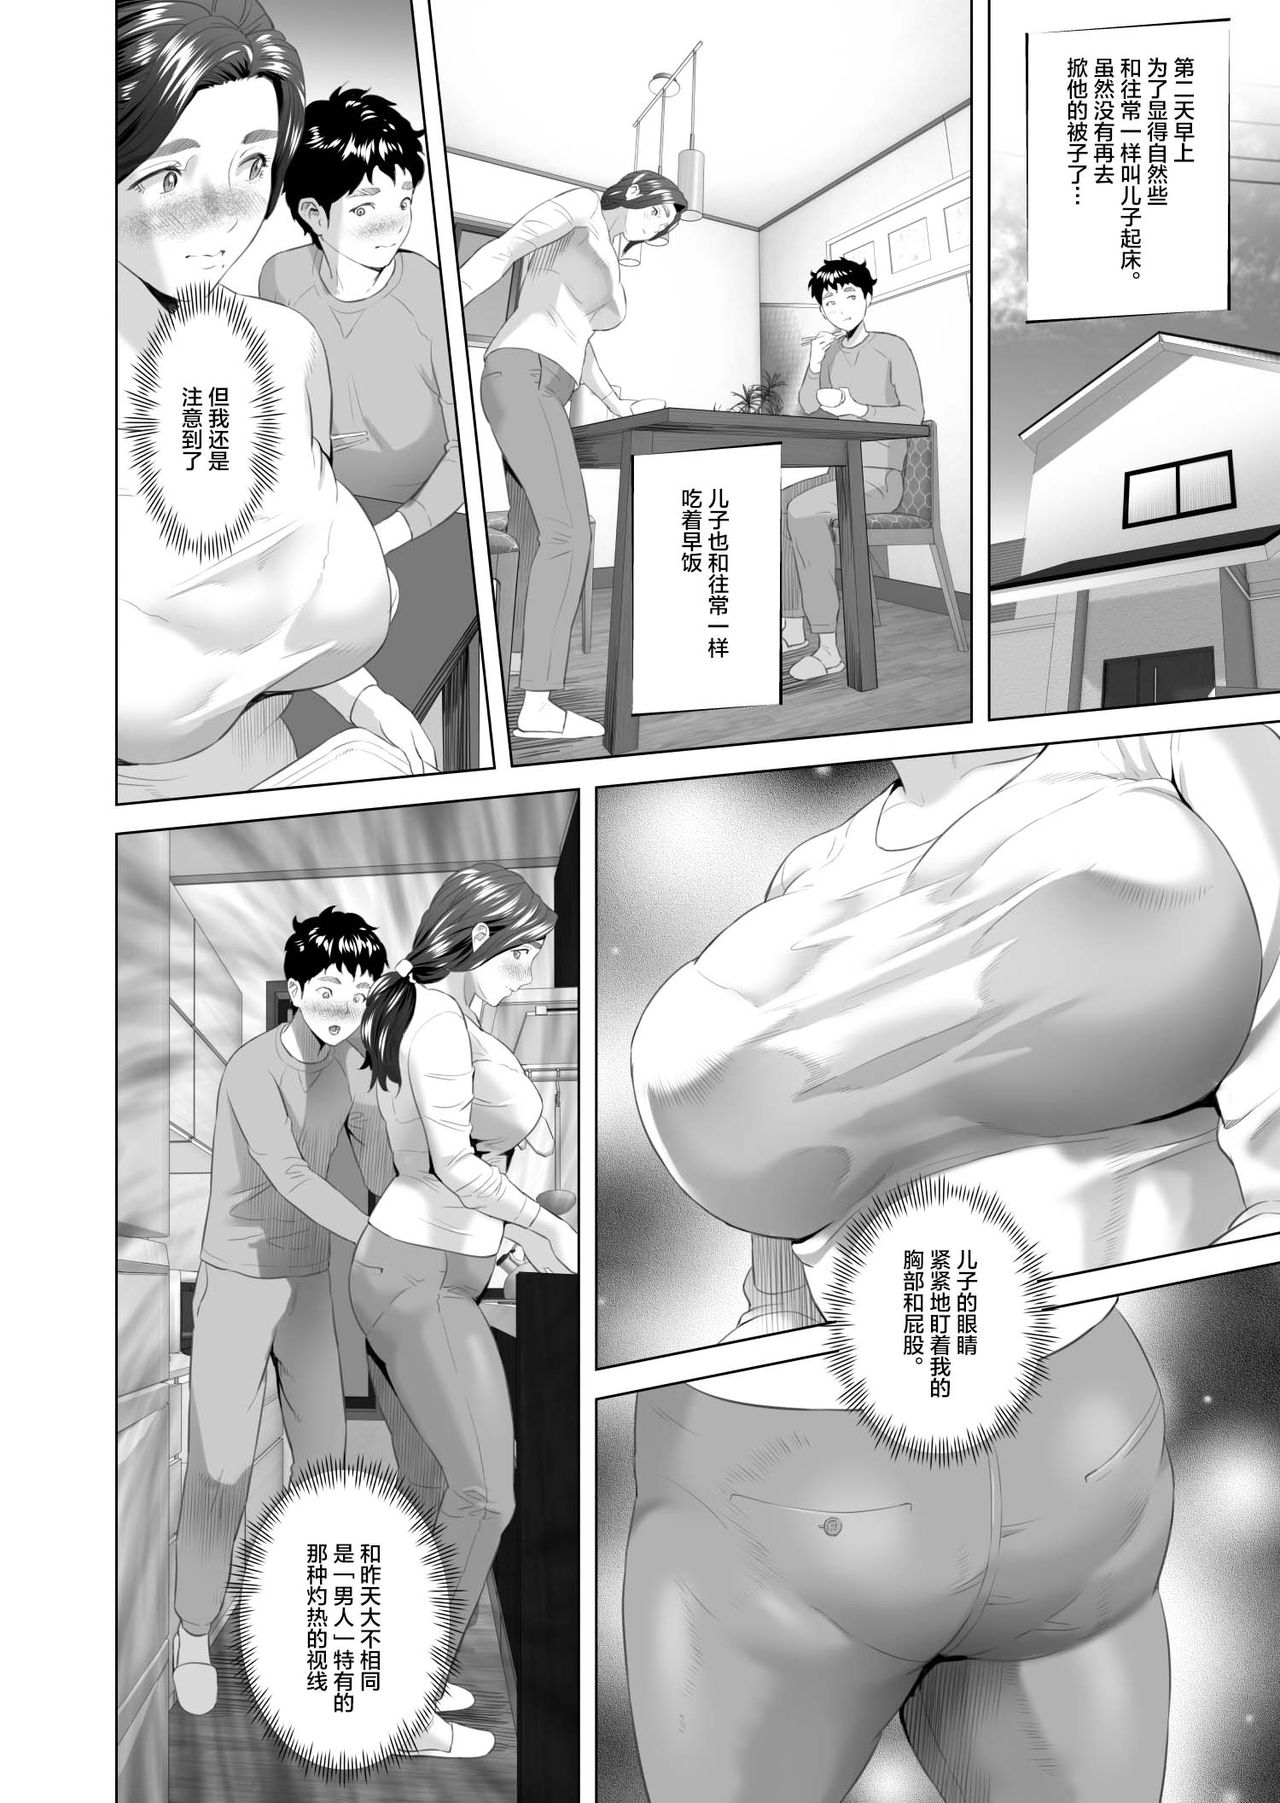 第二天早上
为了显得自然些
和往常一样叫儿子起床。
虽然没有再去
掀他的被子了…
儿子也和往常一样
吃着早饭
但我还是
注意到了
儿子的眼睛
紧紧地盯着我的
胸部和屁股。
和昨天大不相同
是「男人」特有的
那种灼热的视线